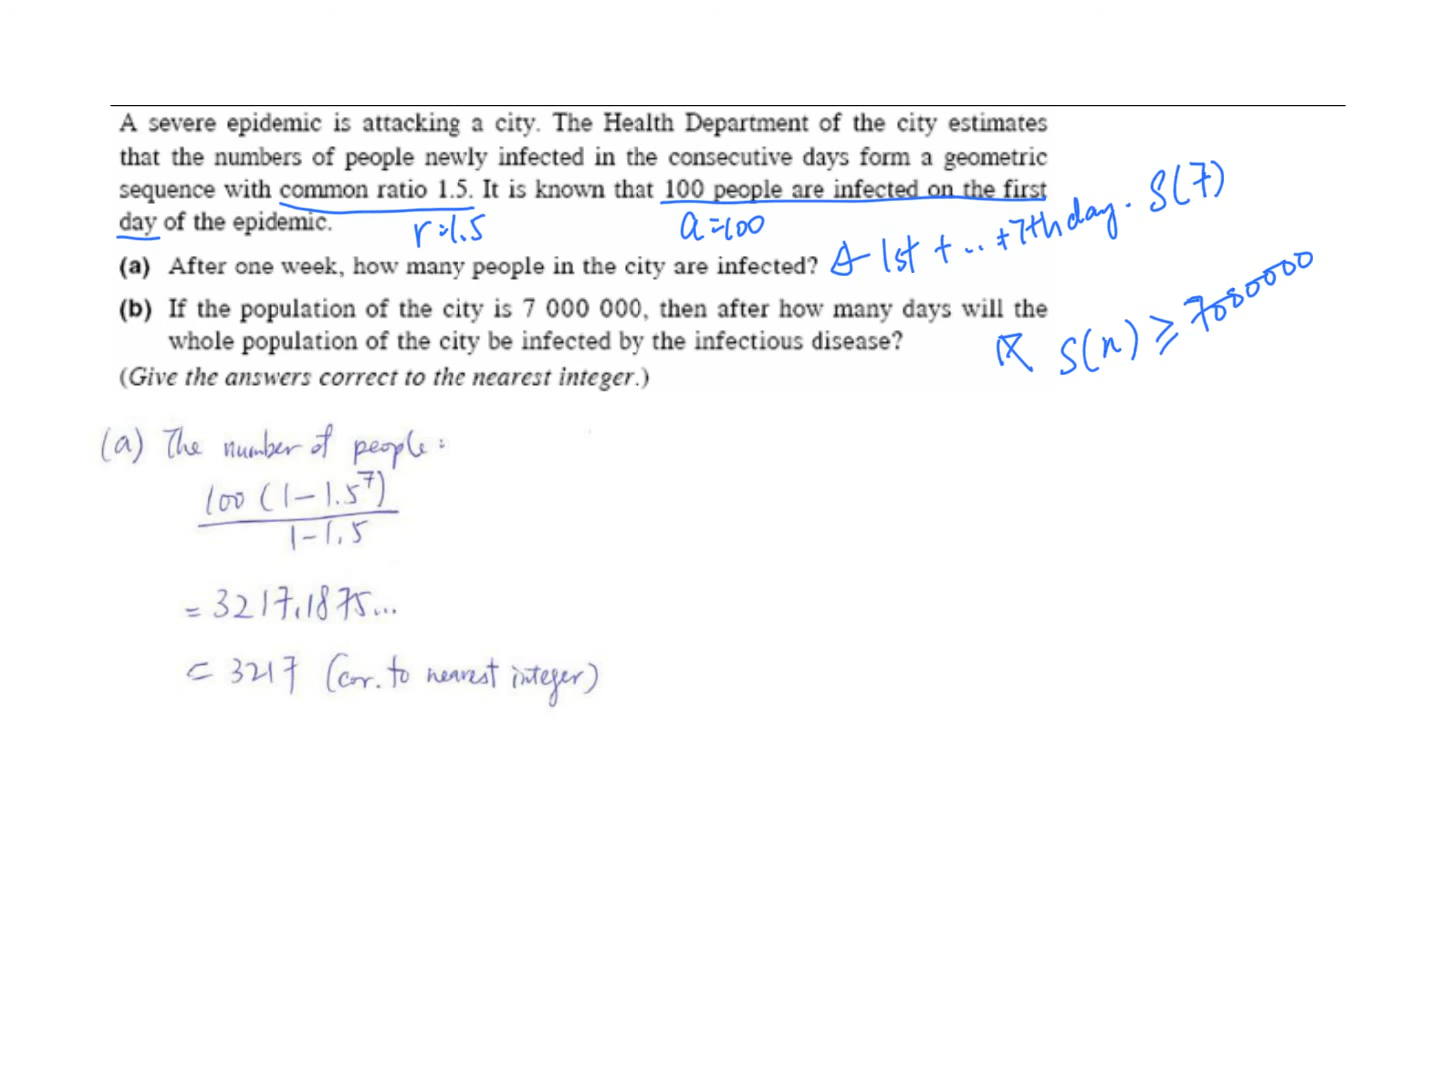 A severe epidemic is attacking a city. The Health Department of the city estimates
that the numbers of people newly infected in the consecutive days form a geometric
sequence with common ratio 1.5. It is known that 100 people are infected on the first
day of the epidemic.
r=1.5
a=100
(a) After one week, how many people in the city are infected?
1st + ... + 7th day. S(7)
(b) If the population of the city is 7 000 000, then after how many days will the
whole population of the city be infected by the infectious disease?
S(n) ≥ 7000000
(Give the answers correct to the nearest integer.)
(a) The number of people:
100(1-1.5^7)
1-1.5
= 3217.1875...
= 3217 (cor. to nearest integer)